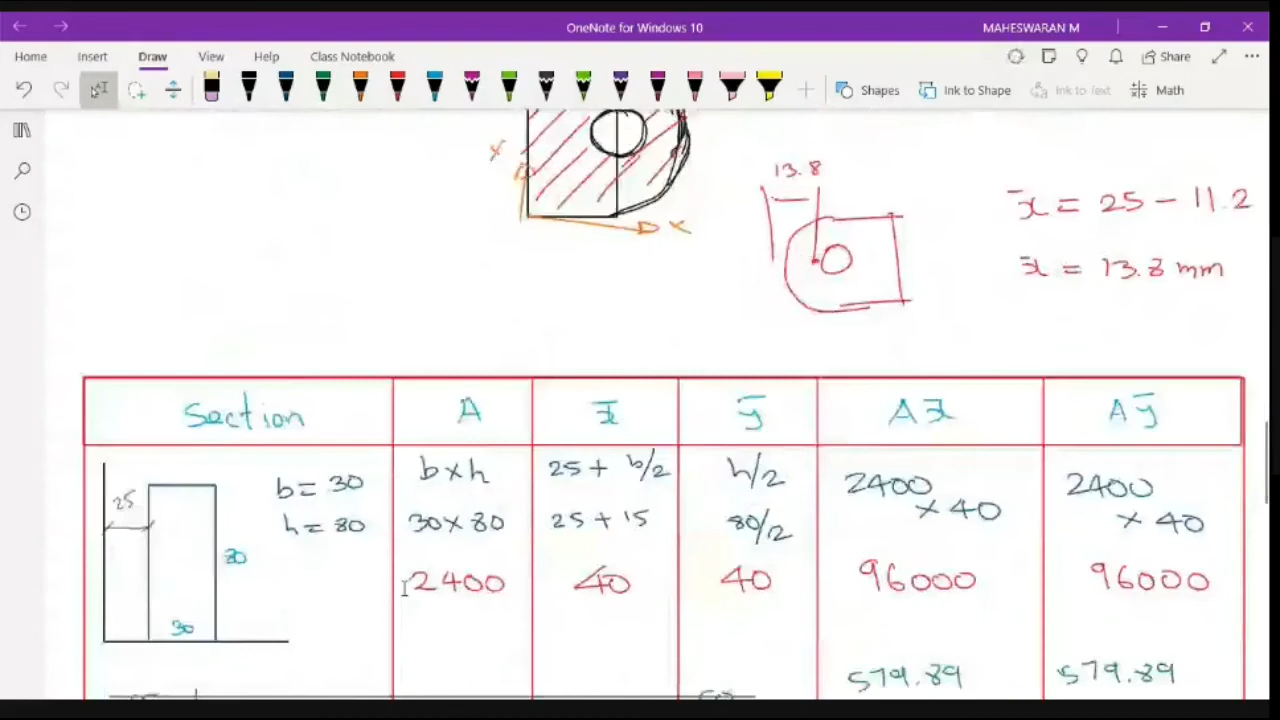 OneNote for Windows 10
MAHESWARAN M
Home Insert Draw View Help Class Notebook
Share
Shapes Ink to Shape Ink to Text Math
X
13.8
x̄ = 25 - 11.2
x̄ = 13.8 mm
Section A x̄ ȳ Ax̄ Aȳ
25
b = 30
h = 80
80
30
b×h
30×80
2400
25 + b/2
25 + 15
40
h/2
80/2
40
2400
× 40
96000
2400
× 40
96000
579.89 579.89